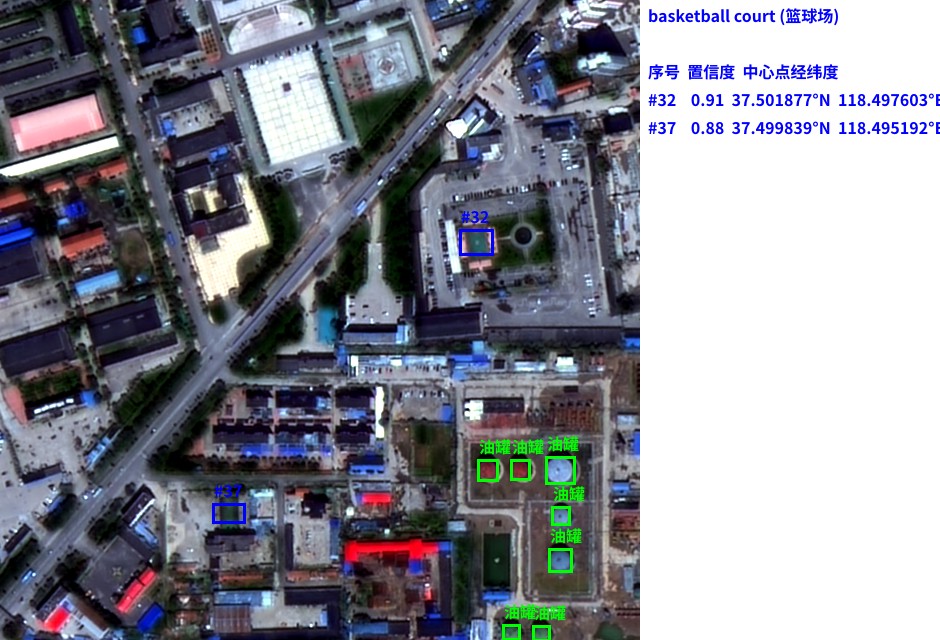 basketball court (篮球场)
序号 置信度 中心点经纬度
#32 0.91 37.501877°N 118.497603°E
#37 0.88 37.499839°N 118.495192°E
#32
油罐 油罐 油罐
#37 油罐
油罐
油罐 油罐